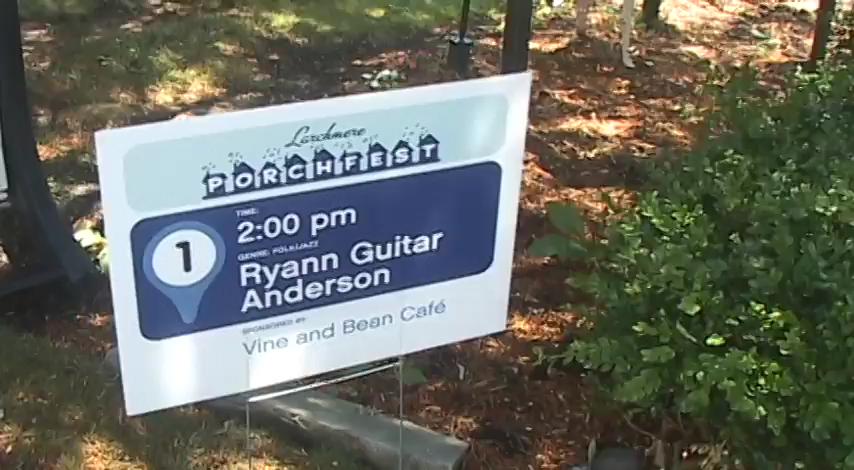 Larchmere
PORCHFEST
TIME:
2:00 pm
1
GENRE: FOLK/JAZZ
Ryann Guitar
Anderson
SPONSORED BY
Vine and Bean Café